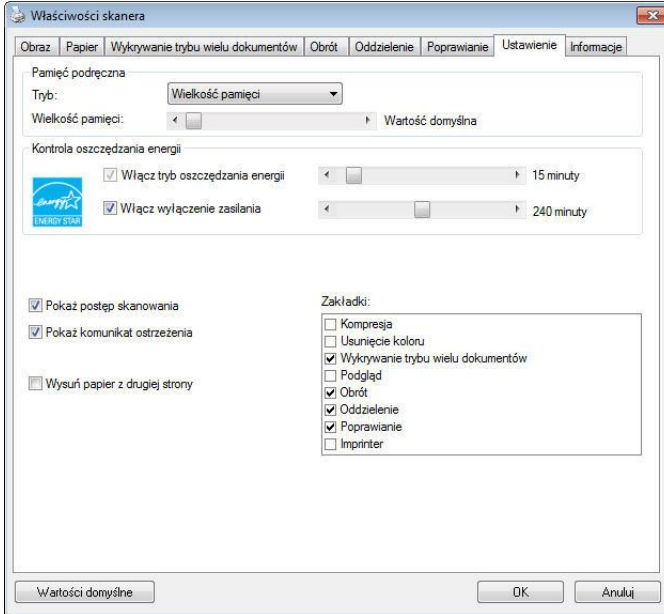 Właściwości skanera
Obraz Papier Wykrywanie trybu wielu dokumentów Obrót Oddzielenie Poprawianie Ustawienie Informacje
Pamięć podręczna
Tryb: Wielkość pamięci
Wielkość pamięci: Wartość domyślna
Kontrola oszczędzania energii
Włącz tryb oszczędzania energii 15 minuty
energy
ENERGY STAR
Włącz wyłączenie zasilania 240 minuty
Pokaż postęp skanowania
Pokaż komunikat ostrzeżenia
Wysuń papier z drugiej strony
Zakładki:
Kompresja
Usunięcie koloru
Wykrywanie trybu wielu dokumentów
Podgląd
Obrót
Oddzielenie
Poprawianie
Imprinter
Wartości domyślne OK Anuluj